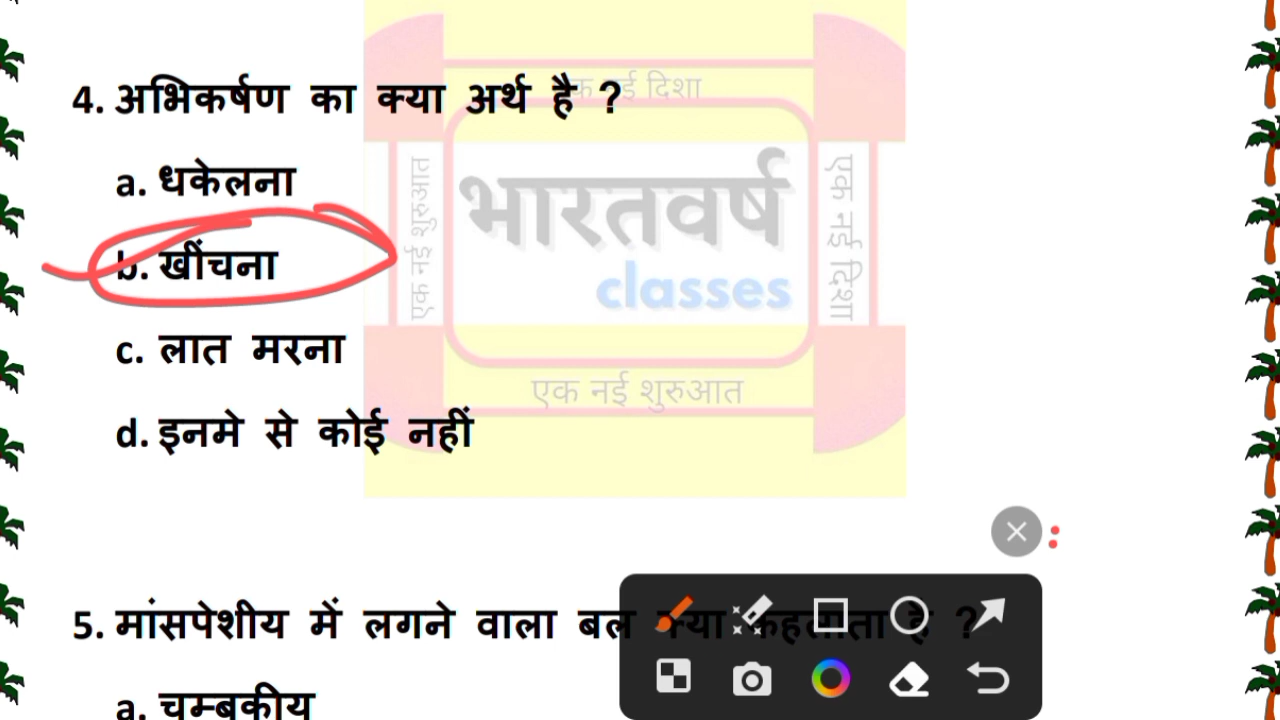 4. अभिकर्षण का क्या अर्थ है ?
a. धकेलना
b. खींचना
c. लात मरना
d. इनमे से कोई नहीं
5. मांसपेशीय में लगने वाला बल क्या कहलाता है ?
a. चुम्बकीय
एक नई दिशा
एक नई शुरुआत
भारतवर्ष
classes
एक नई दिशा
एक नई शुरुआत